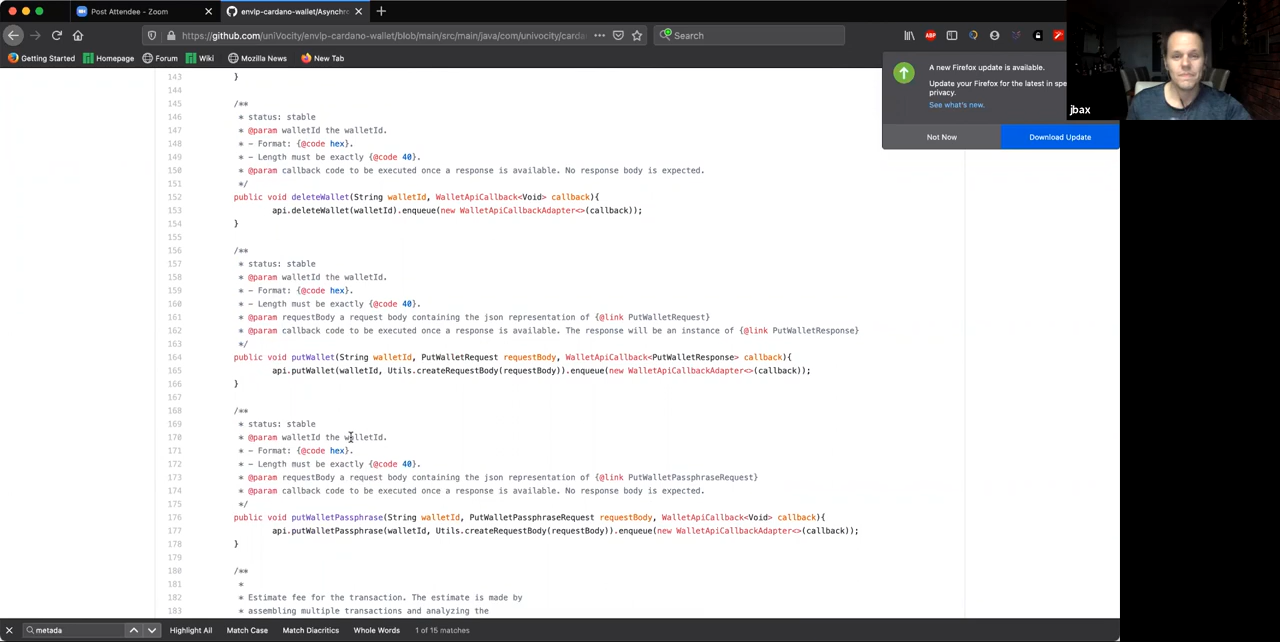 Post Attendee - Zoom
envlp-cardano-wallet/Asynchro
https://github.com/uniVocity/envlp-cardano-wallet/blob/main/src/main/java/com/univocity/carda
Search
ABP
Getting Started
Homepage
Forum
Wiki
Mozilla News
New Tab
A new Firefox update is available.
Update your Firefox for the latest in spe
privacy.
See what's new.
Not Now
Download Update
jbax
143 }
144
145 /**
146 * status: stable
147 * @param walletId the walletId.
148 * - Format: {@code hex}.
149 * - Length must be exactly {@code 40}.
150 * @param callback code to be executed once a response is available. No response body is expected.
151 */
152 public void deleteWallet(String walletId, WalletApiCallback<Void> callback){
153 api.deleteWallet(walletId).enqueue(new WalletApiCallbackAdapter<>(callback));
154 }
155
156 /**
157 * status: stable
158 * @param walletId the walletId.
159 * - Format: {@code hex}.
160 * - Length must be exactly {@code 40}.
161 * @param requestBody a request body containing the json representation of {@link PutWalletRequest}
162 * @param callback code to be executed once a response is available. The response will be an instance of {@link PutWalletResponse}
163 */
164 public void putWallet(String walletId, PutWalletRequest requestBody, WalletApiCallback<PutWalletResponse> callback){
165 api.putWallet(walletId, Utils.createRequestBody(requestBody)).enqueue(new WalletApiCallbackAdapter<>(callback));
166 }
167
168 /**
169 * status: stable
170 * @param walletId the walletId.
171 * - Format: {@code hex}.
172 * - Length must be exactly {@code 40}.
173 * @param requestBody a request body containing the json representation of {@link PutWalletPassphraseRequest}
174 * @param callback code to be executed once a response is available. No response body is expected.
175 */
176 public void putWalletPassphrase(String walletId, PutWalletPassphraseRequest requestBody, WalletApiCallback<Void> callback){
177 api.putWalletPassphrase(walletId, Utils.createRequestBody(requestBody)).enqueue(new WalletApiCallbackAdapter<>(callback));
178 }
179
180 /**
181 *
182 * Estimate fee for the transaction. The estimate is made by
183 * assembling multiple transactions and analyzing the
metada
Highlight All
Match Case
Match Diacritics
Whole Words
1 of 15 matches